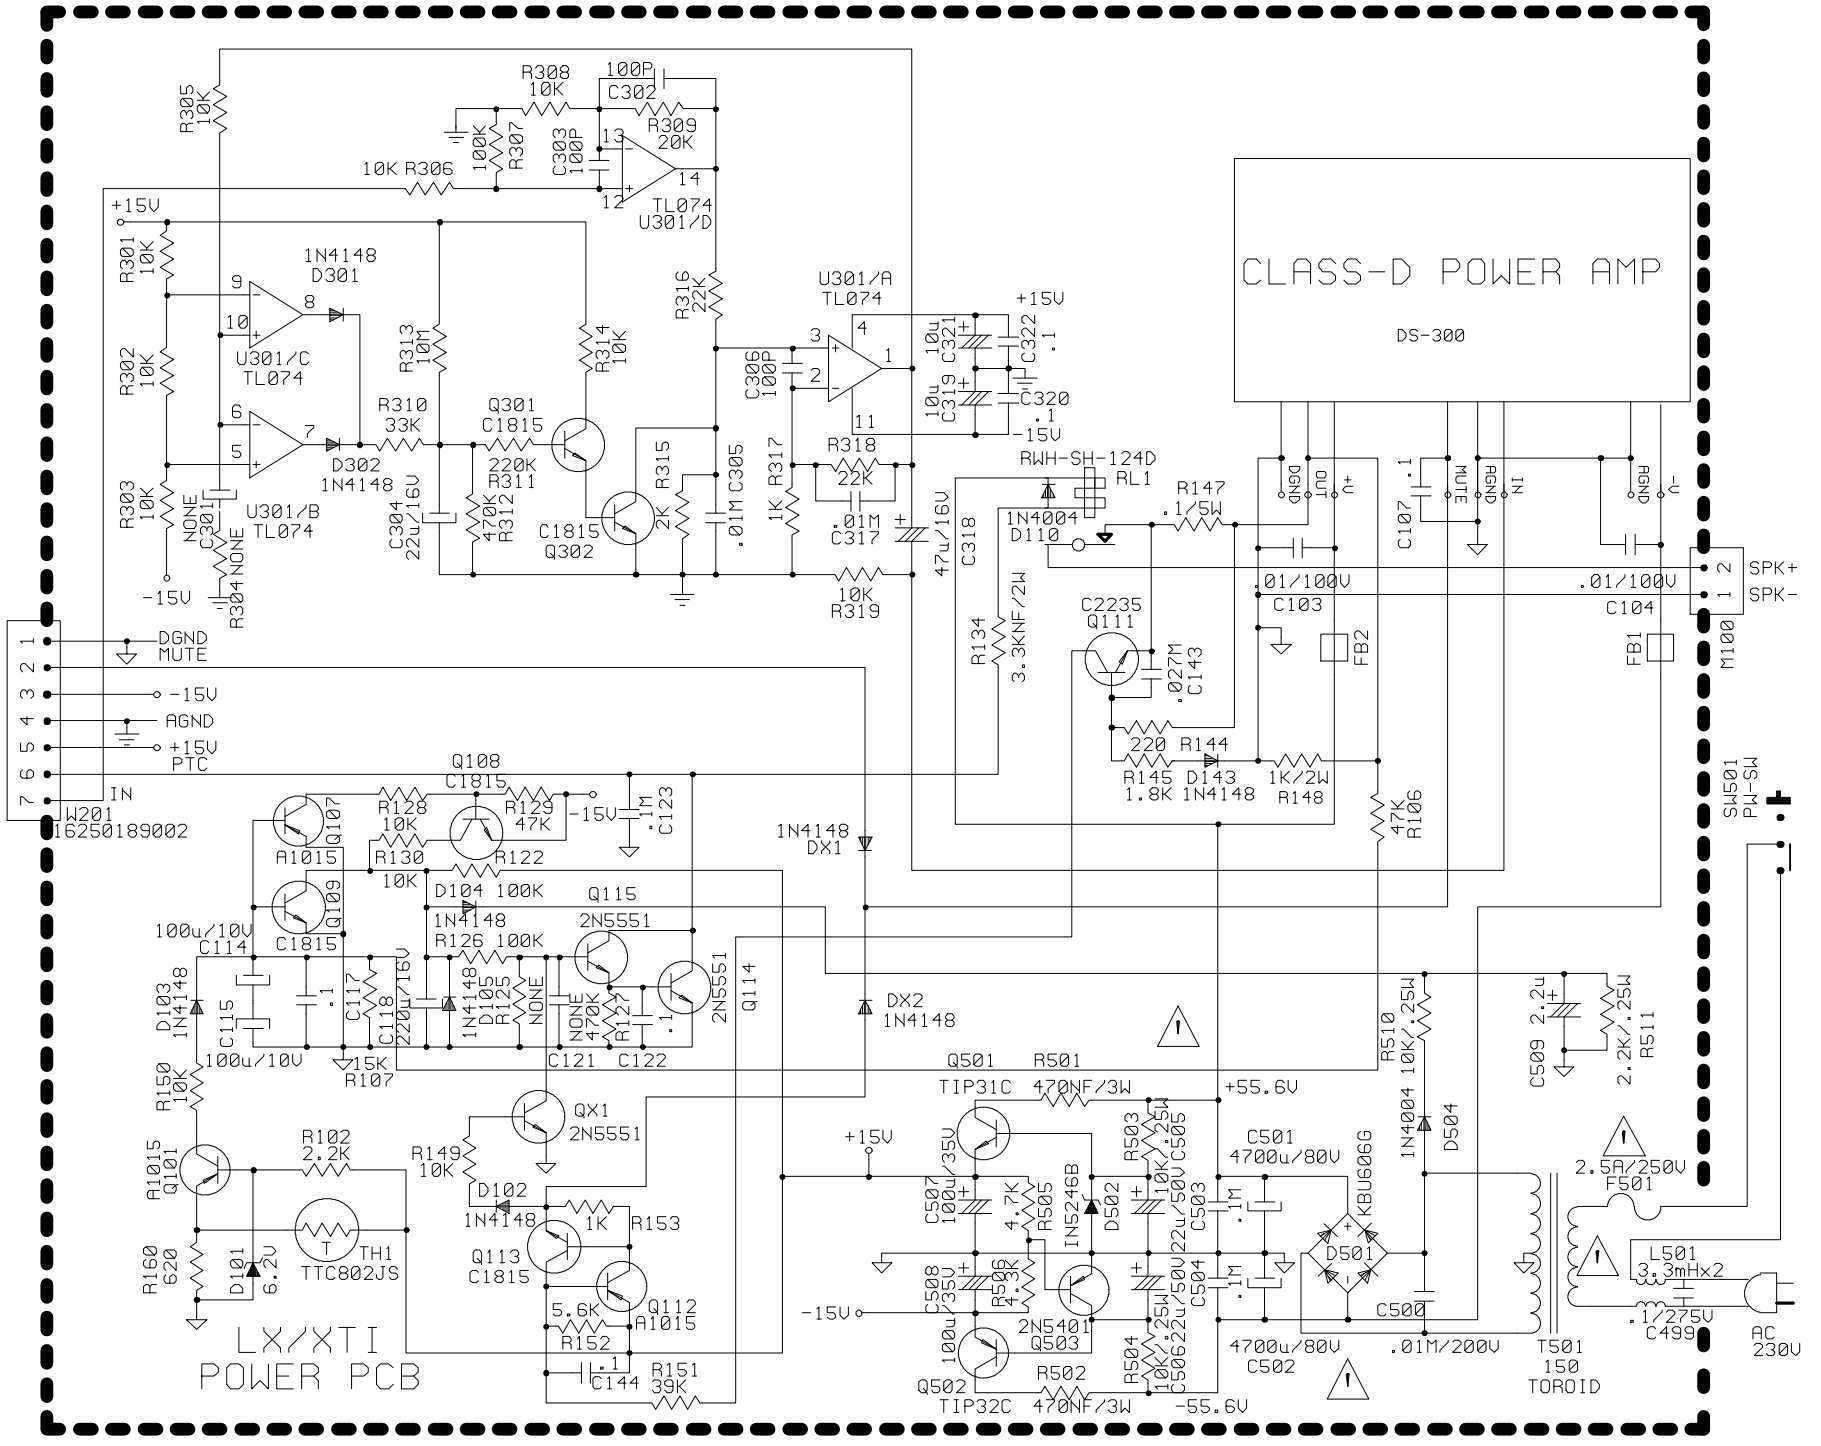 R305
10K
R308
10K
100P
C302
R309
20K
100K
R307
C303
100P
13
12
14
TL074
U301/D
10K R306
+15V
R301
10K
1N4148
D301
9
8
10
U301/C
TL074
R302
10K
R313
10M
R314
10K
R316
22K
U301/A
TL074
3
4
1
2
11
C306
100P
+15V
10u
C321
C322
.1
10u
C319
C320
.1
-15V
CLASS-D POWER AMP
DS-300
6
7
5
D302
1N4148
U301/B
TL074
R303
10K
NONE
C301
R304 NONE
-15V
R310
33K
Q301
C1815
220K
R311
C304
22u/16V
470K
R312
C1815
Q302
R315
2K
.01M C305
R317
1K
R318
22K
.01M
C317
47u/16V
C318
10K
R319
RWH-SH-124D
RL1
1N4004
D110
R147
.1/5W
DGND
OUT
+V
C107
.1
MUTE
AGND
IN
AGND
-V
.01/100V
C103
.01/100V
C104
2
SPK+
1
SPK-
M100
FB2
FB1
R134
3.3KNF/2W
C2235
Q111
.027M
C143
220
R144
R145
1.8K
D143
1N4148
1K/2W
R148
47K
R106
1
DGND
2
MUTE
3
-15V
4
AGND
5
+15V
6
PTC
7
IN
W201
16250189002
Q107
A1015
Q108
C1815
R128
10K
R129
47K
-15V
.1M
C123
R130
10K
R122
100K
Q109
C1815
D104
1N4148
R126 100K
Q115
2N5551
2N5551
Q114
1N4148
DX1
DX2
1N4148
100u/10V
C114
D103
1N4148
C115
100u/10V
.1
C117
C118
220u/16V
15K
R107
1N4148
D105
R125
NONE
NONE
C121
470K
R127
.1
C122
R150
10K
A1015
Q101
R102
2.2K
R160
620
D101
6.2V
TH1
TTC802JS
T
QX1
2N5551
R149
10K
D102
1N4148
1K
R153
Q113
C1815
Q112
A1015
5.6K
R152
.1
C144
R151
39K
LX/XTI
POWER PCB
SW501
PW-SW
!
Q501
TIP31C
R501
470NF/3W
+15V
+55.6V
C507
100u/35V
4.7K
R505
IN5246B
D502
R503
10K/.25W
C505
22u/50V
C503
.1M
C501
4700u/80V
KBU606G
D501
C508
100u/35V
R506
4.3K
-15V
2N5401
Q503
Q502
TIP32C
R502
470NF/3W
R504
10K/.25W
C506
22u/50V
C504
.1M
4700u/80V
C502
-55.6V
!
R510
10K/.25W
C509
2.2u
2.2K/.25W
R511
1N4004
D504
C500
.01M/200V
T501
150
TOROID
!
2.5A/250V
F501
!
L501
3.3mHx2
.1/275V
C499
AC
230V